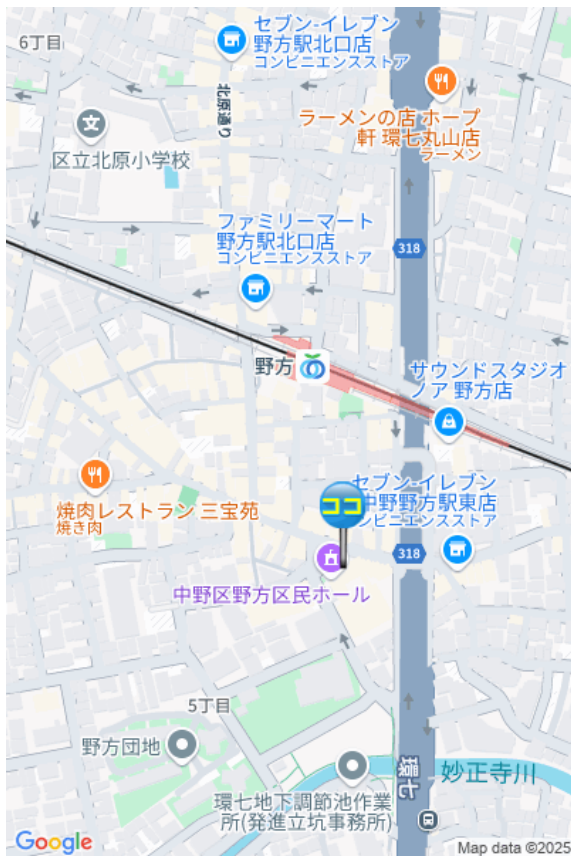 セブン-イレブン
野方駅北口店
コンビニエンスストア
6丁目
北原通り
ラーメンの店 ホープ
軒 環七丸山店
ラーメン
区立北原小学校
ファミリーマート
野方駅北口店
コンビニエンスストア
318
野方
サウンドスタジオ
ノア 野方店
セブン-イレブン
中野野方駅東店
ンビニエンスストア
ココ
焼肉レストラン 三宝苑
焼き肉
318
中野区野方区民ホール
5丁目
野方団地
環七
妙正寺川
環七地下調節池作業
所(発進立坑事務所)
Google
Map data ©2025